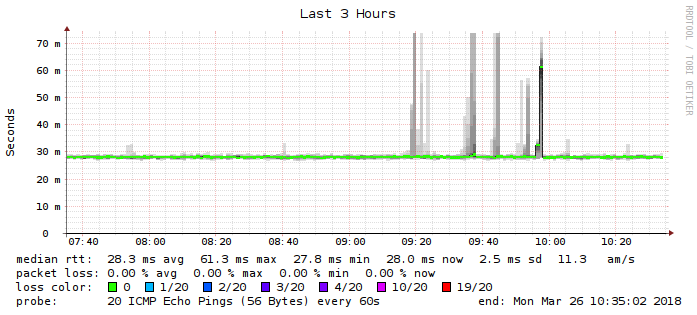 Last 3 Hours
RRDTOOL / TOBI OETIKER
Seconds
70 m
60 m
50 m
40 m
30 m
20 m
10 m
0
07:40 08:00 08:20 08:40 09:00 09:20 09:40 10:00 10:20
median rtt: 28.3 ms avg 61.3 ms max 27.8 ms min 28.0 ms now 2.5 ms sd 11.3 am/s
packet loss: 0.00 % avg 0.00 % max 0.00 % min 0.00 % now
loss color: 0 1/20 2/20 3/20 4/20 10/20 19/20
probe: 20 ICMP Echo Pings (56 Bytes) every 60s end: Mon Mar 26 10:35:02 2018